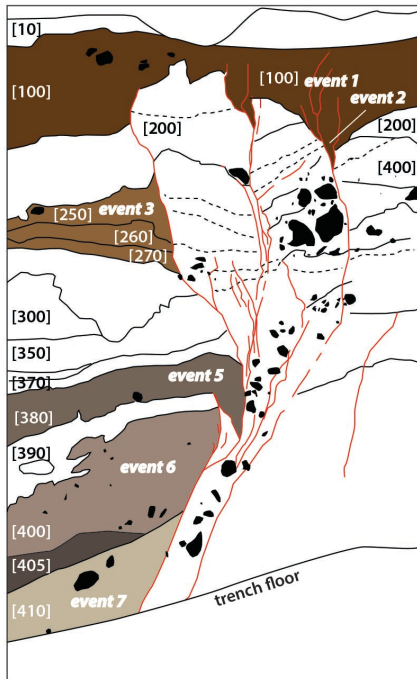 [10]
[100]
[100] event 1
event 2
[200]
[200]
[400]
[250] event 3
[260]
[270]
[300]
[350]
[370]
event 5
[380]
[390]
event 6
[400]
[405]
[410] event 7
trench floor